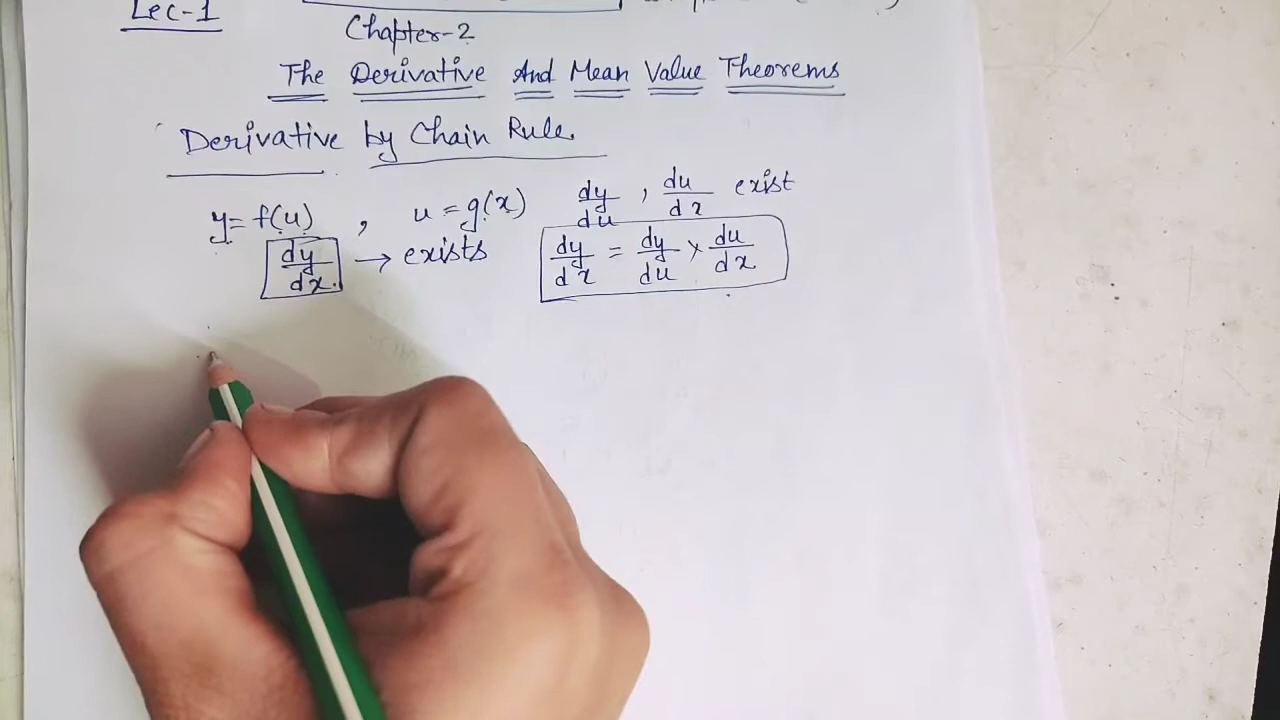 Lec-1
Chapter-2
The Derivative And Mean Value Theorems
Derivative by Chain Rule.
y = f(u) , u = g(x) dy/du , du/dx exist
dy/dx → exists dy/dx = dy/du × du/dx